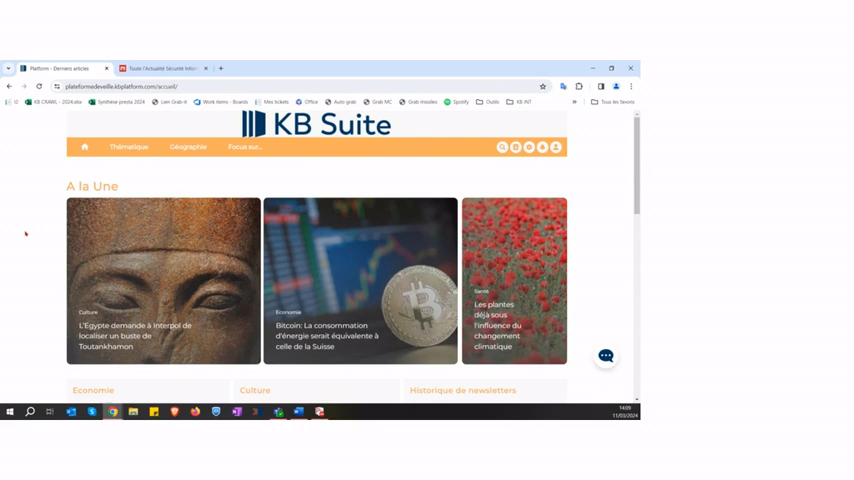 Platform - Derniers articles
Toute l'Actualité Sécurité Infor
plateformedeveille.kbplatform.com/accueil/
KB CRAWL - 2024.xlsx
Synthèse presta 2024
Lien Grab-it
Work items - Boards
Mes tickets
Office
Auto grab
Grab MC
Grab missiles
Spotify
Outils
KB INT
»
Tous les favoris
KB Suite
Thématique
Géographie
Focus sur...
A la Une
Culture
L'Egypte demande à Interpol de
localiser un buste de
Toutankhamon
Economie
Bitcoin: La consommation
d'énergie serait équivalente à
celle de la Suisse
Santé
Les plantes
déjà sous
l'influence du
changement
climatique
Economie
Culture
Historique de newsletters
14:09
11/03/2024